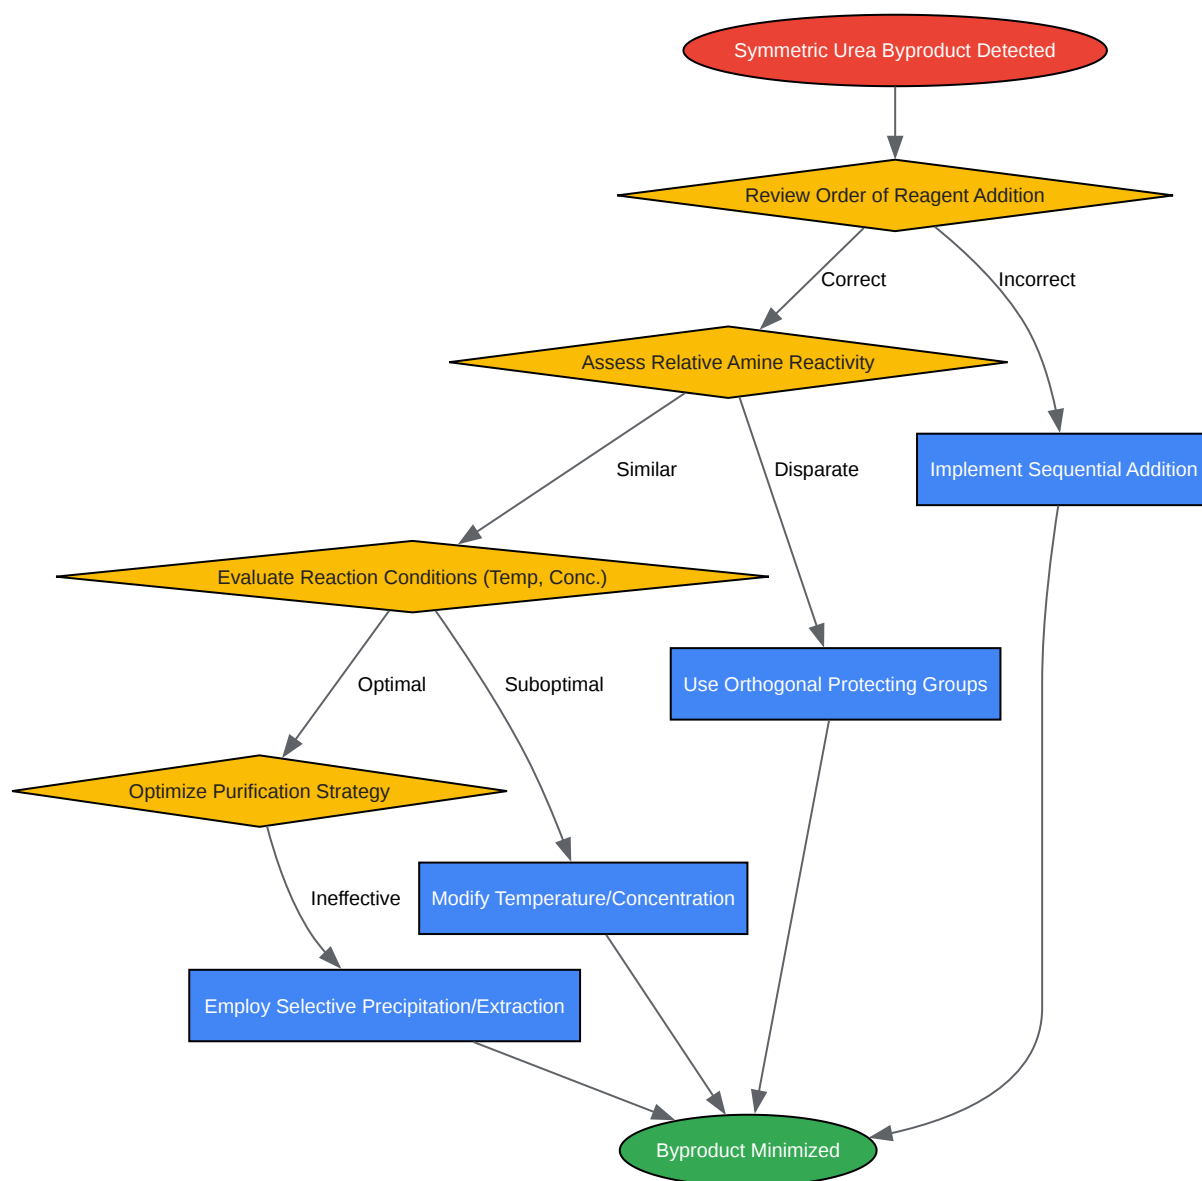 Symmetric Urea Byproduct Detected
Review Order of Reagent Addition
Correct
Incorrect
Assess Relative Amine Reactivity
Similar
Disparate
Implement Sequential Addition
Evaluate Reaction Conditions (Temp, Conc.)
Optimal
Suboptimal
Use Orthogonal Protecting Groups
Optimize Purification Strategy
Ineffective
Modify Temperature/Concentration
Employ Selective Precipitation/Extraction
Byproduct Minimized